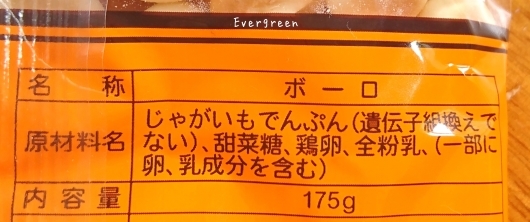 Evergreen
名 称 ボーロ
原材料名 じゃがいもでんぷん(遺伝子組換えで
ない)、甜菜糖、鶏卵、全粉乳、(一部に
卵、乳成分を含む)
内容量 175g